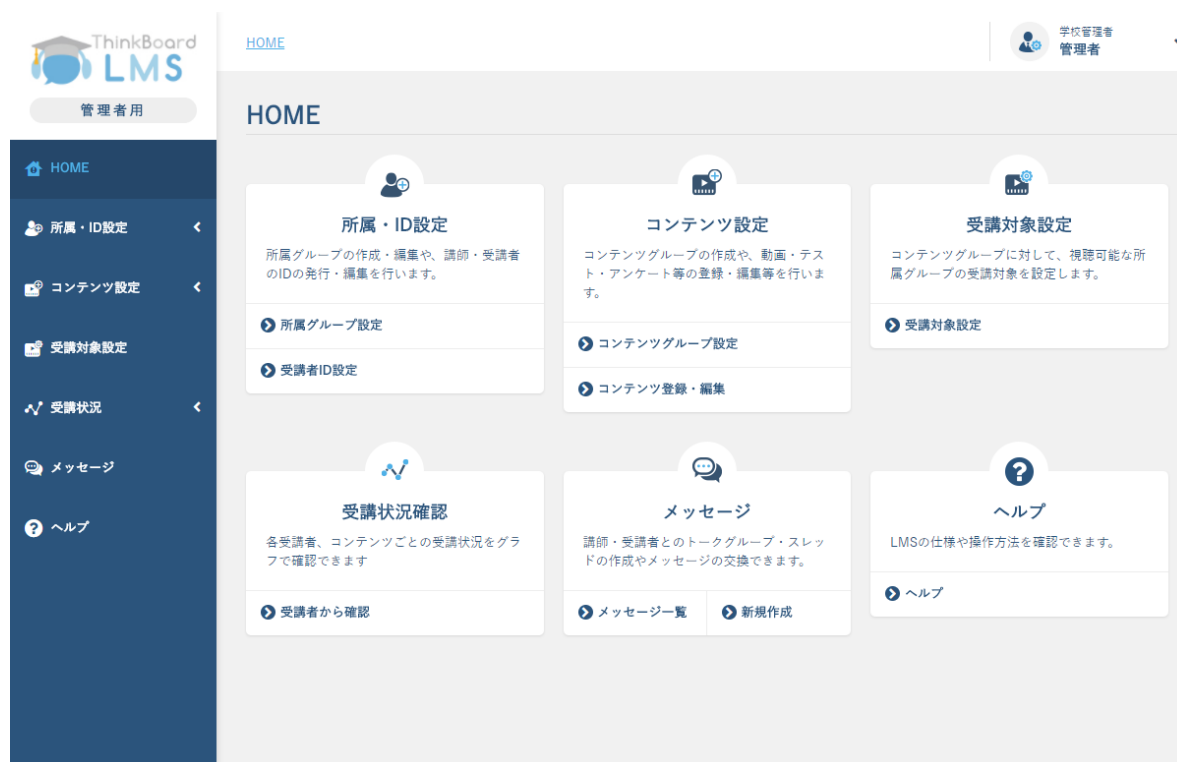 ThinkBoard
LMS
管理者用
HOME
所属・ID設定
コンテンツ設定
受講対象設定
受講状況
メッセージ
ヘルプ
HOME
学校管理者
管理者
HOME
所属・ID設定
所属グループの作成・編集や、講師・受講者
のIDの発行・編集を行います。
所属グループ設定
受講者ID設定
コンテンツ設定
コンテンツグループの作成や、動画・テス
ト・アンケート等の登録・編集等を行いま
す。
コンテンツグループ設定
コンテンツ登録・編集
受講対象設定
コンテンツグループに対して、視聴可能な所
属グループの受講対象を設定します。
受講対象設定
受講状況確認
各受講者、コンテンツごとの受講状況をグラ
フで確認できます
受講者から確認
メッセージ
講師・受講者とのトークグループ・スレッ
ドの作成やメッセージの交換できます。
メッセージ一覧
新規作成
ヘルプ
LMSの仕様や操作方法を確認できます。
ヘルプ